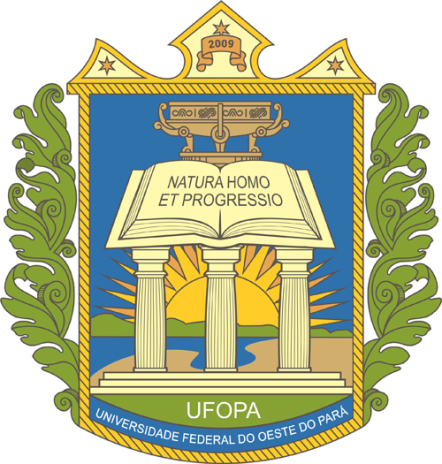 2009
NATURA HOMO
ET PROGRESSIO
UFOPA
UNIVERSIDADE FEDERAL DO OESTE DO PARÁ